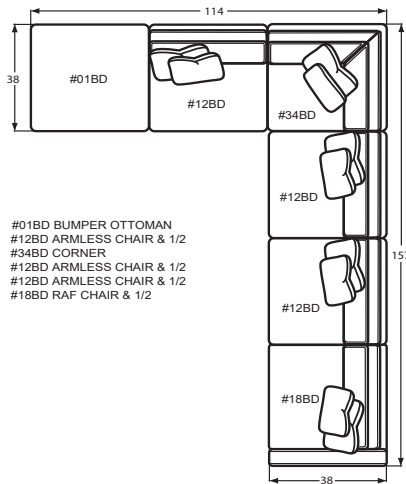 114
38
#01BD
#12BD
#34BD
#12BD
#01BD BUMPER OTTOMAN
#12BD ARMLESS CHAIR & 1/2
#34BD CORNER
#12BD ARMLESS CHAIR & 1/2
#12BD ARMLESS CHAIR & 1/2
#18BD RAF CHAIR & 1/2
#12BD
#18BD
38